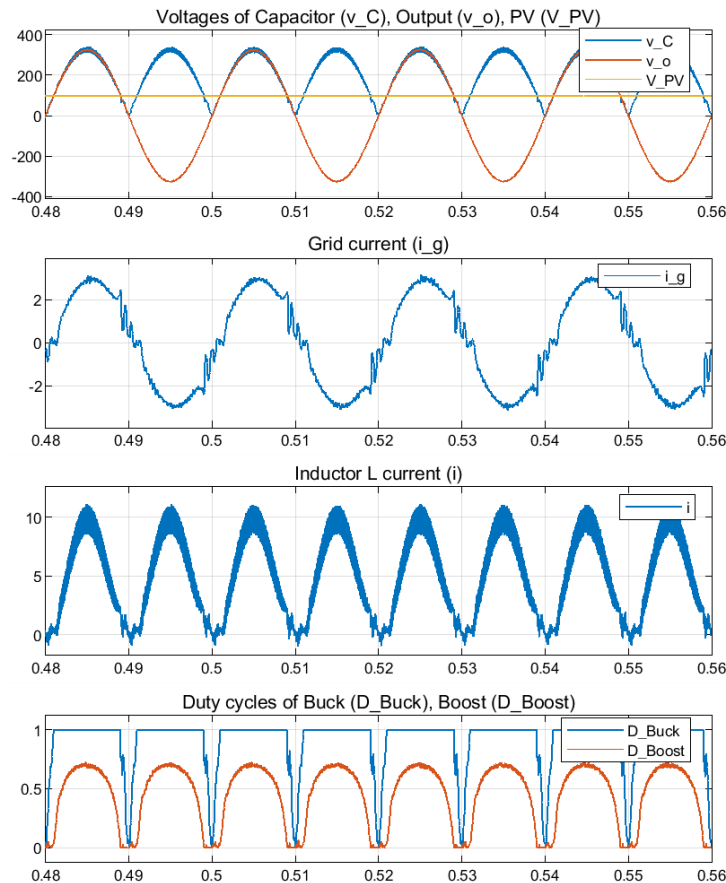 Voltages of Capacitor (v_C), Output (v_o), PV (V_PV)
400
200
0
-200
-400
v_C
v_o
V_PV
0.48 0.49 0.5 0.51 0.52 0.53 0.54 0.55 0.56
Grid current (i_g)
2
0
-2
i_g
0.48 0.49 0.5 0.51 0.52 0.53 0.54 0.55 0.56
Inductor L current (i)
10
5
0
i
0.48 0.49 0.5 0.51 0.52 0.53 0.54 0.55 0.56
Duty cycles of Buck (D_Buck), Boost (D_Boost)
1
0.5
0
D_Buck
D_Boost
0.48 0.49 0.5 0.51 0.52 0.53 0.54 0.55 0.56